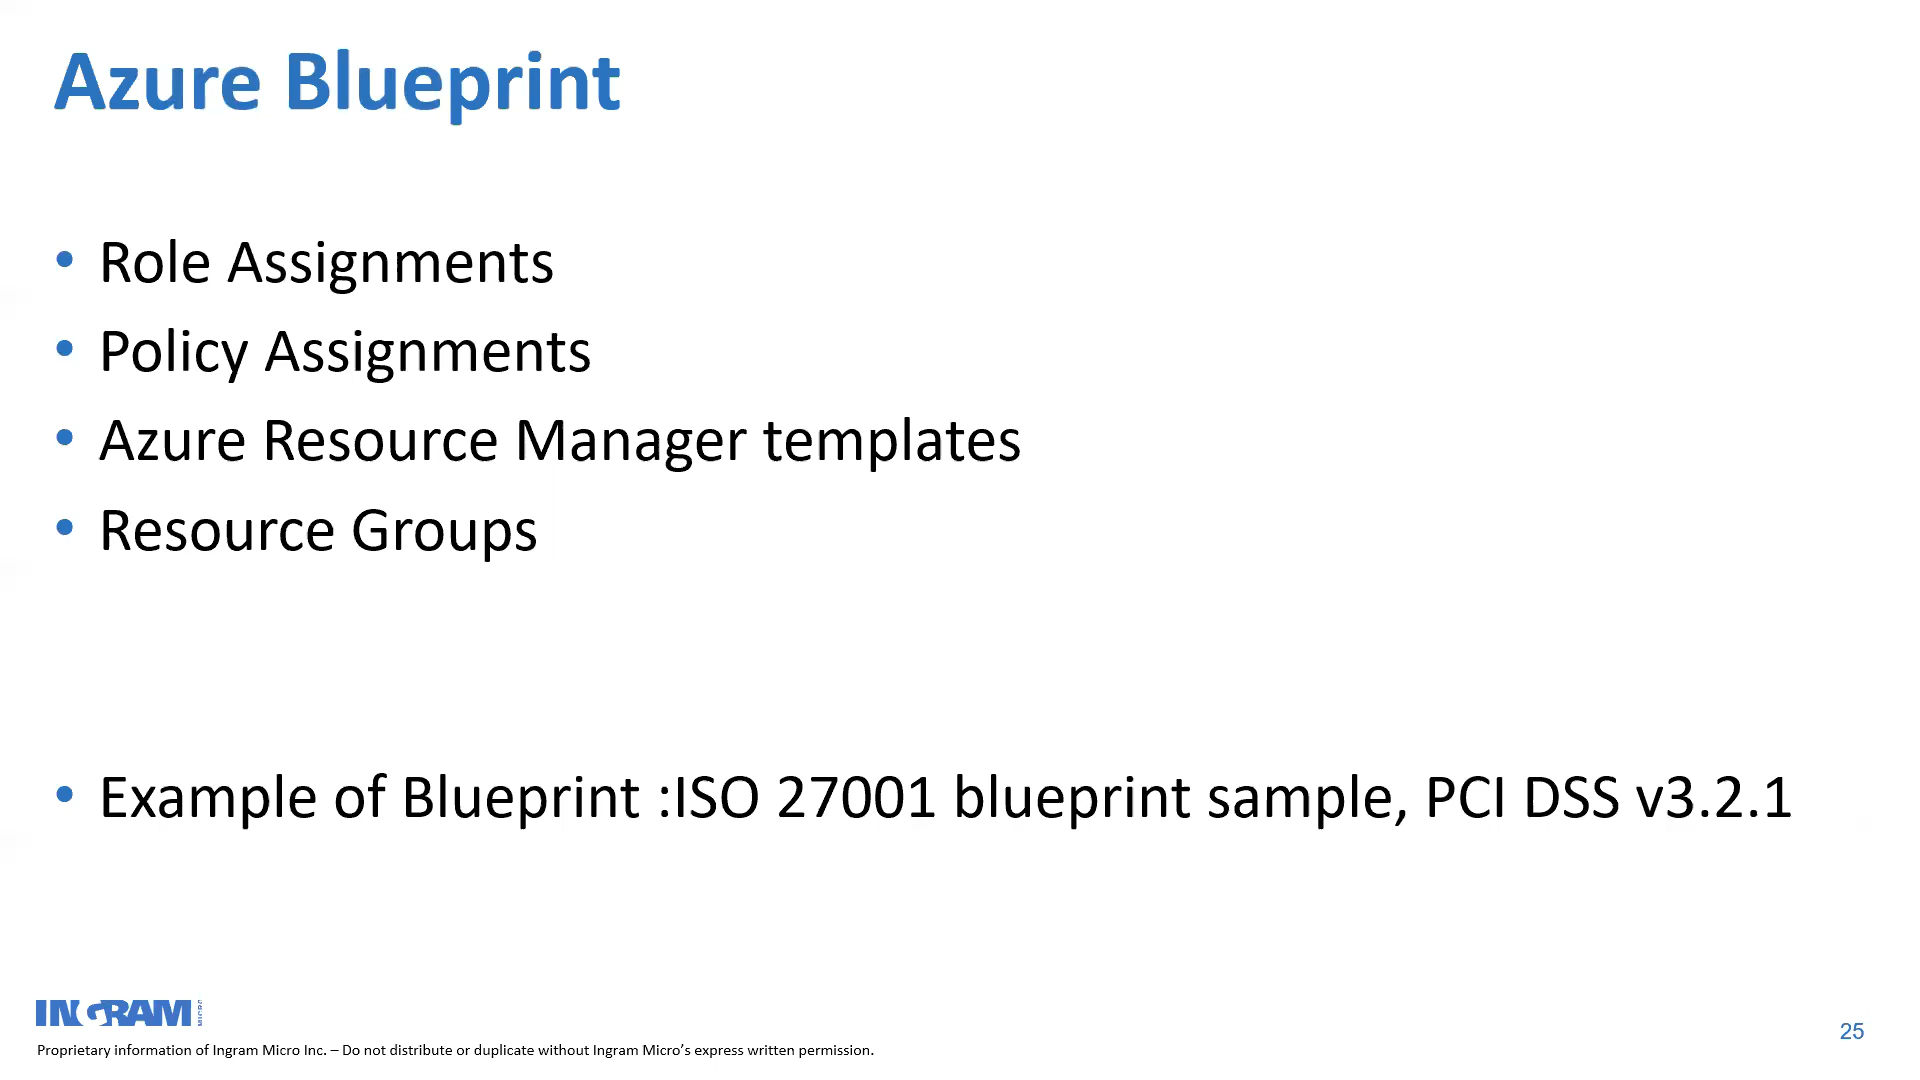 Azure Blueprint
• Role Assignments
• Policy Assignments
• Azure Resource Manager templates
• Resource Groups
• Example of Blueprint :ISO 27001 blueprint sample, PCI DSS v3.2.1
INGRAM MICRO
Proprietary information of Ingram Micro Inc. – Do not distribute or duplicate without Ingram Micro’s express written permission.
25